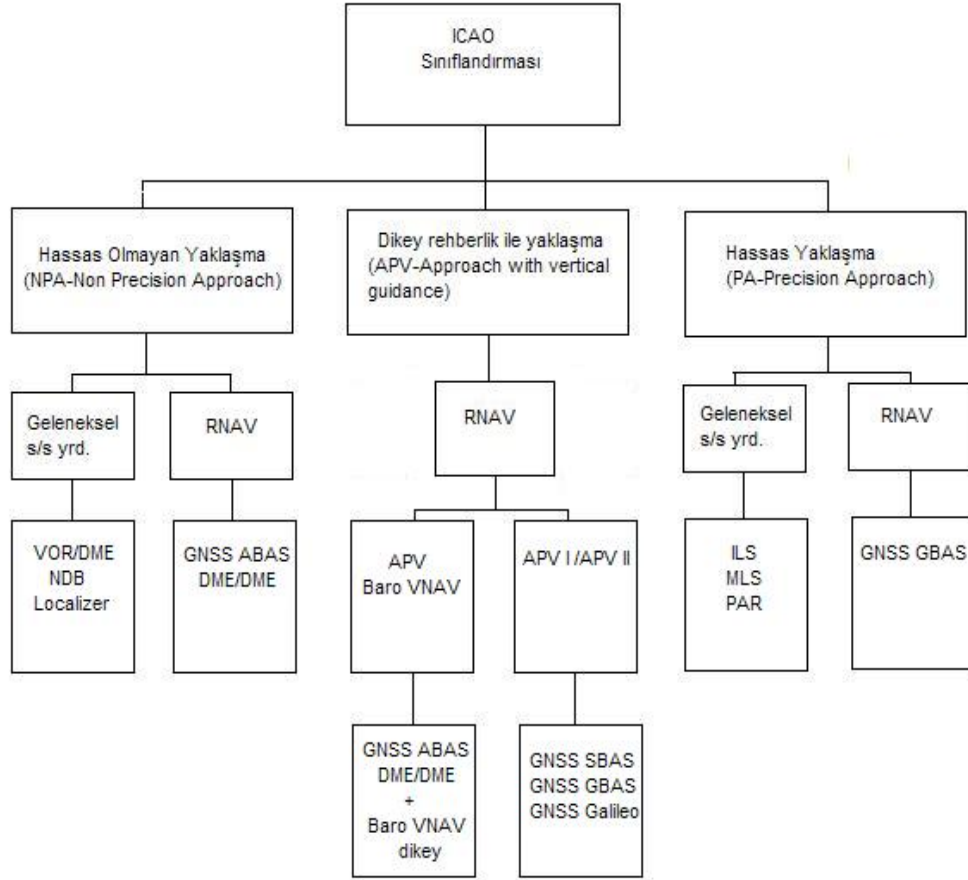 ICAO
Sınıflandırması
Hassas Olmayan Yaklaşma
(NPA-Non Precision Approach)
Dikey rehberlik ile yaklaşma
(APV-Approach with vertical
guidance)
Hassas Yaklaşma
(PA-Precision Approach)
Geleneksel
s/s yrd.
RNAV
RNAV
Geleneksel
s/s yrd.
RNAV
VOR/DME
NDB
Localizer
GNSS ABAS
DME/DME
APV
Baro VNAV
APV I /APV II
ILS
MLS
PAR
GNSS GBAS
GNSS ABAS
DME/DME
+
Baro VNAV
dikey
GNSS SBAS
GNSS GBAS
GNSS Galileo